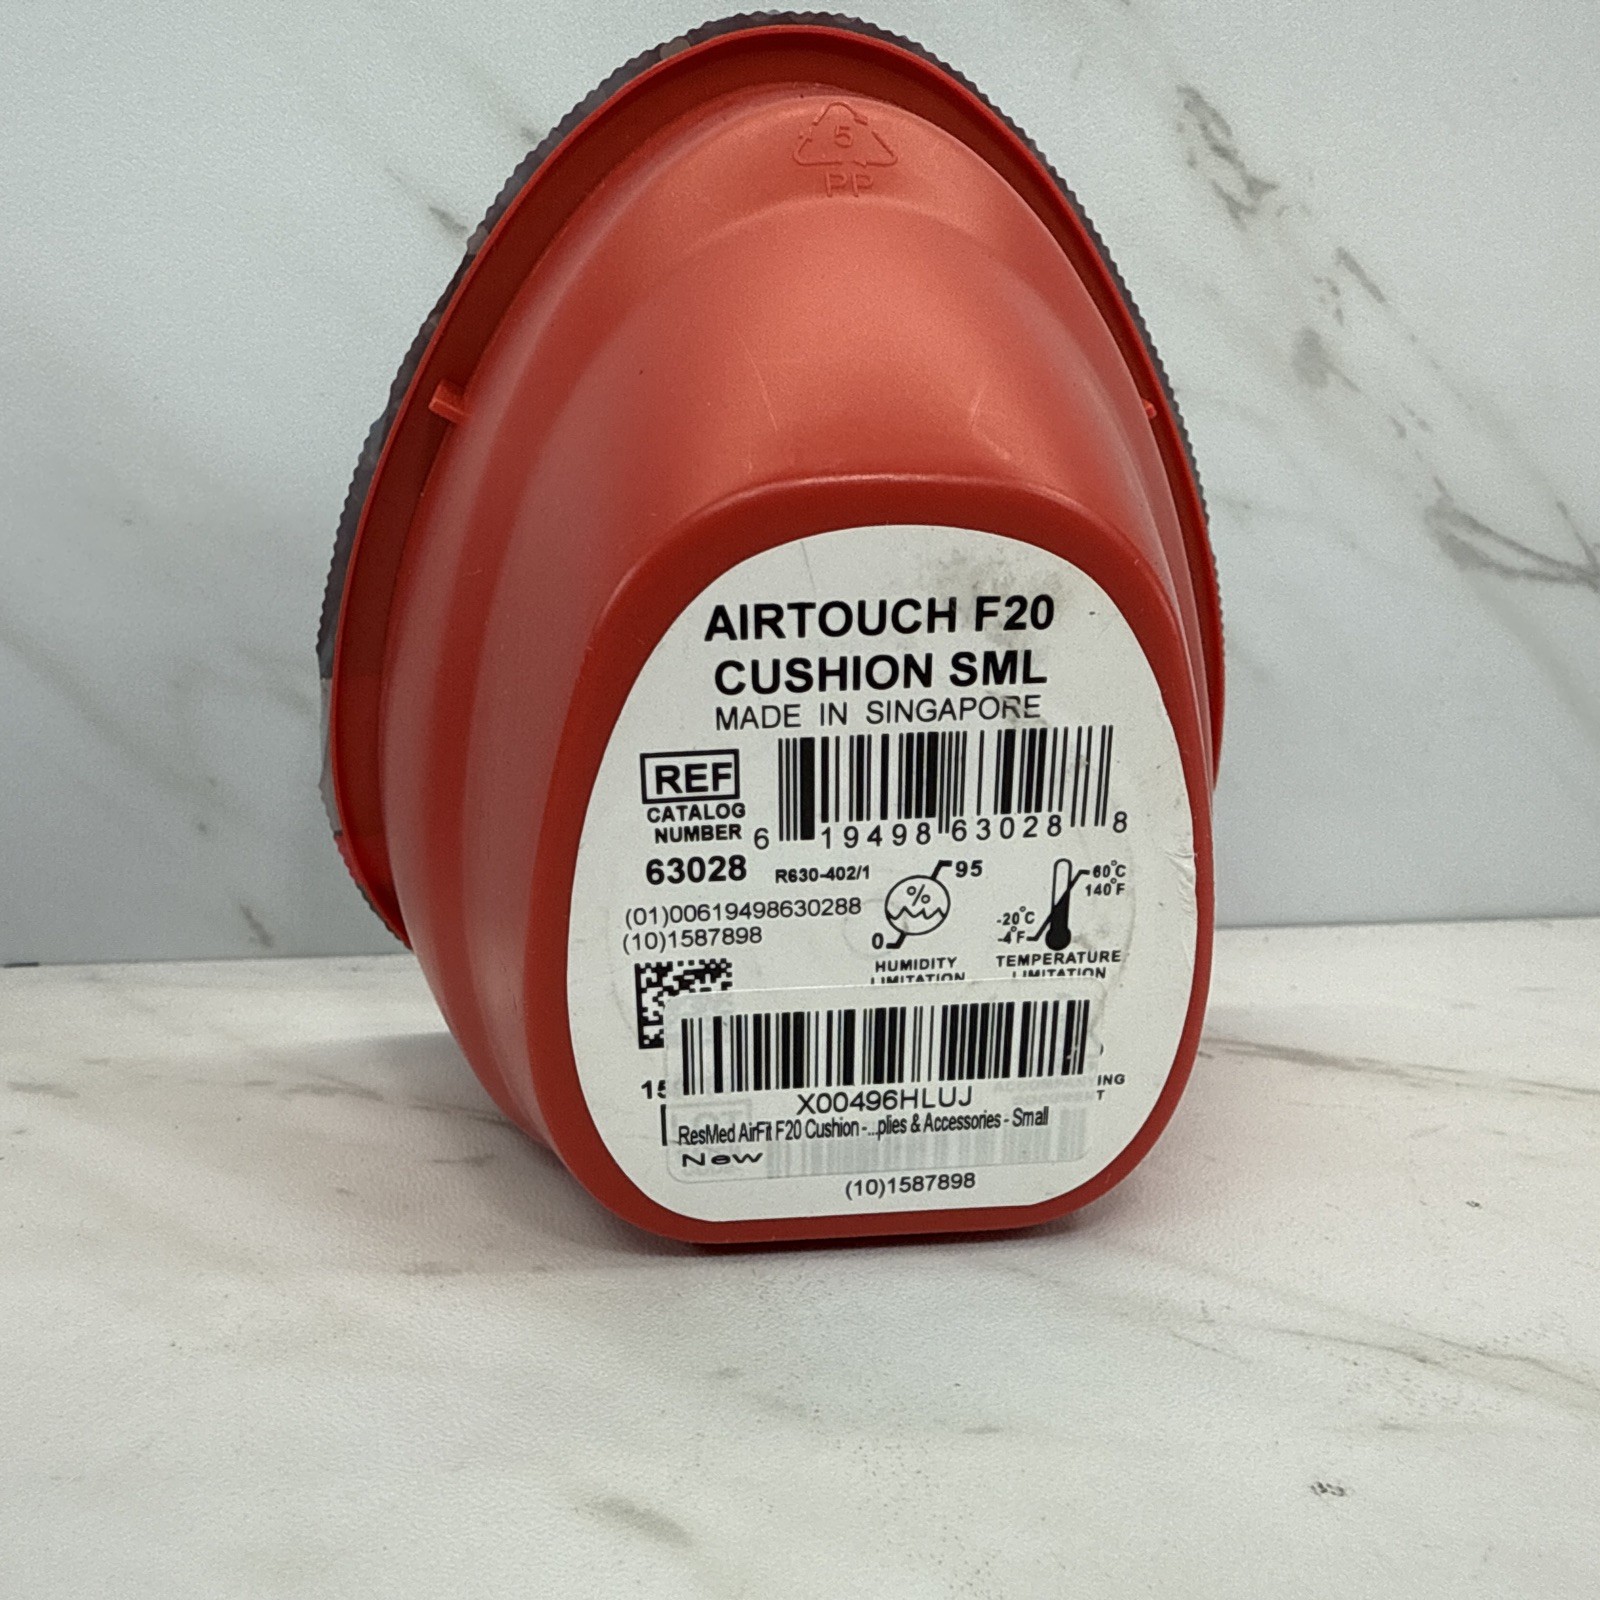 5
PP
AIRTOUCH F20
CUSHION SML
MADE IN SINGAPORE
REF
CATALOG
NUMBER
6 19498 63028 8
63028
R630-402/1
(01)00619498630288
(10)1587898
%
95
0
HUMIDITY
LIMITATION
60°C
140°F
-20°C
-4°F
TEMPERATURE
LIMITATION
X00496HLUJ
ResMed AirFit F20 Cushion -...plies & Accessories - Small
New
(10)1587898